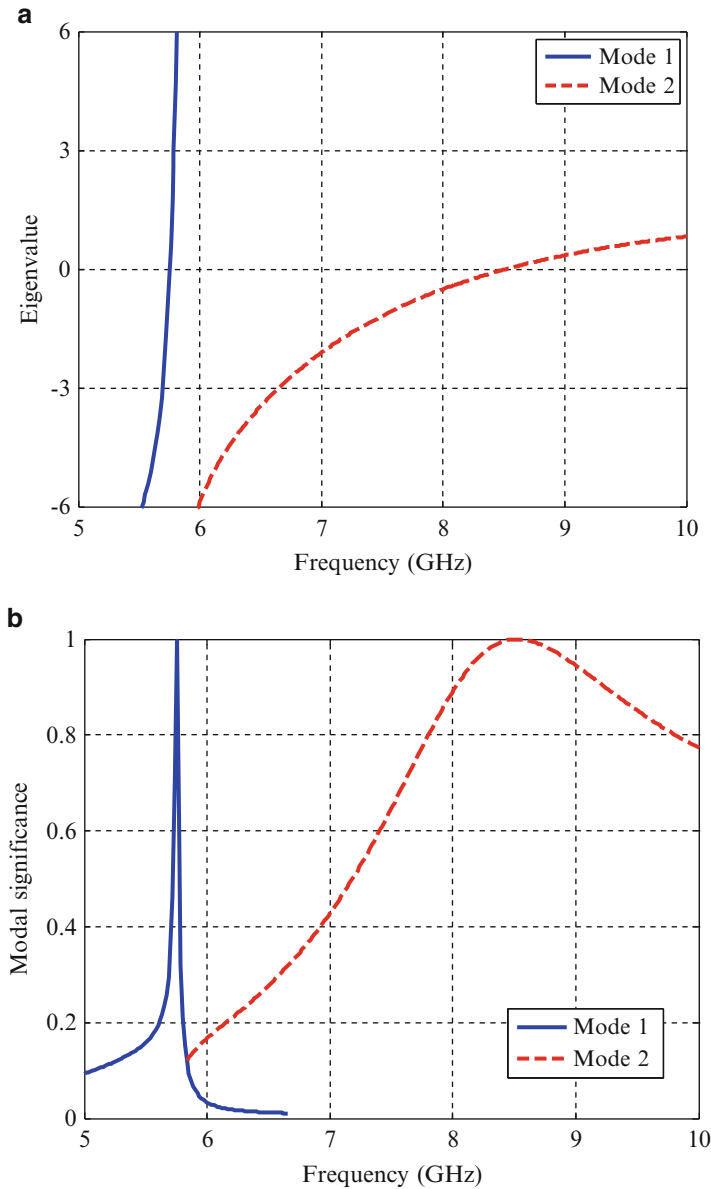 a
6
3
0
-3
-6
Eigenvalue
Mode 1
Mode 2
5 6 7 8 9 10
Frequency (GHz)
b
1
0.8
0.6
0.4
0.2
0
Modal significance
Mode 1
Mode 2
5 6 7 8 9 10
Frequency (GHz)